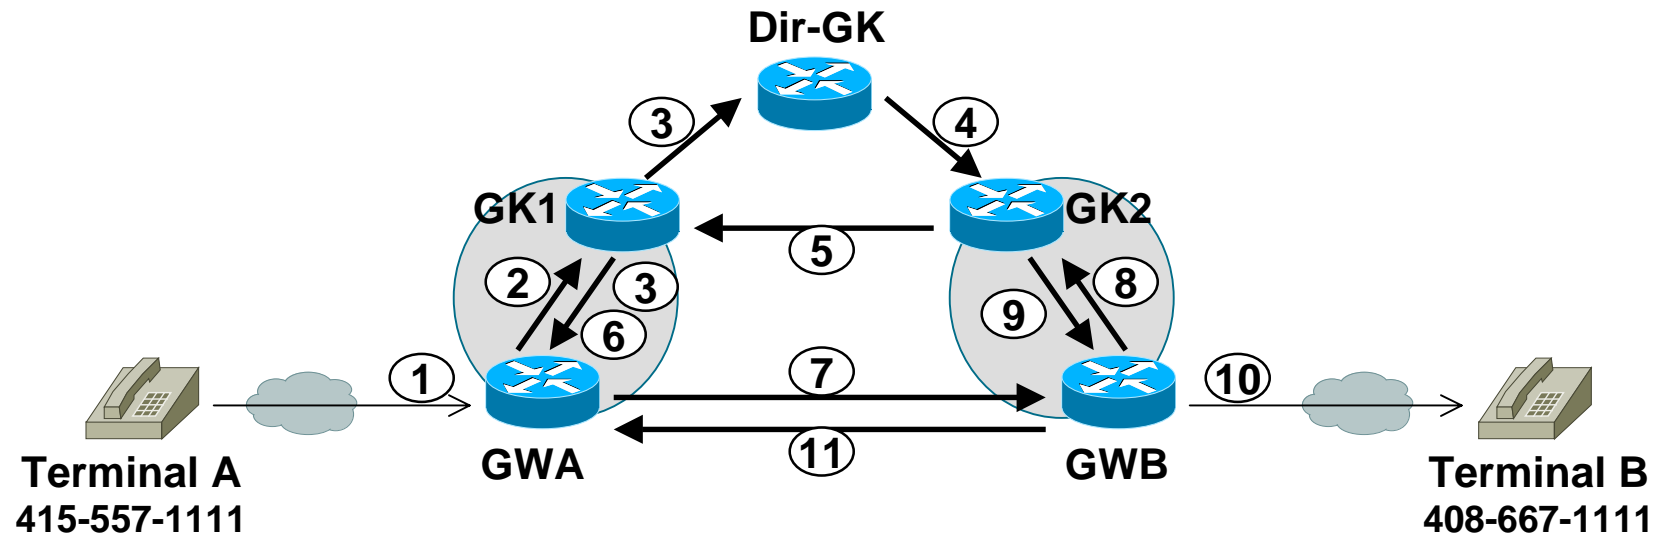 Dir-GK
3
4
GK1
GK2
5
2
3
8
9
6
1
7
10
11
GWA
GWB
Terminal A
415-557-1111
Terminal B
408-667-1111